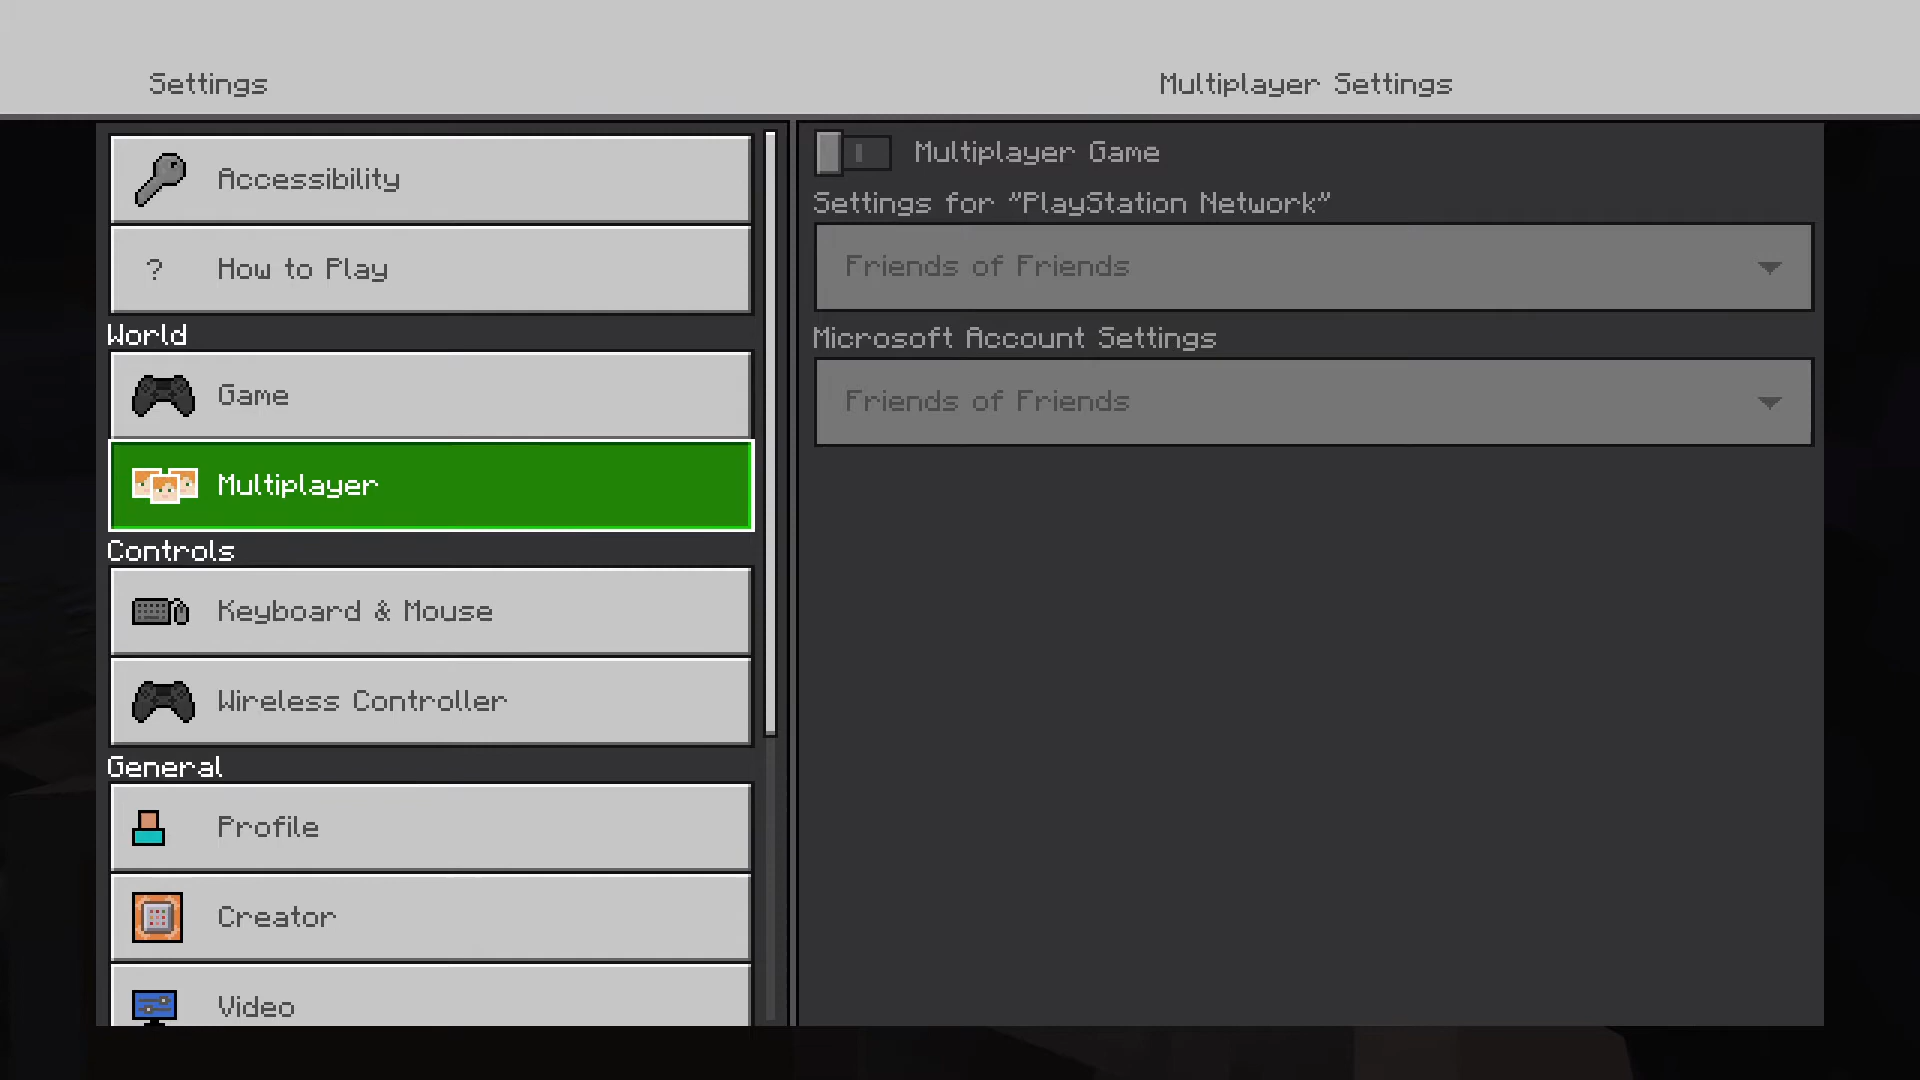 Settings
Multiplayer Settings
Accessibility
? How to Play
World
Game
Multiplayer
Controls
Keyboard & Mouse
Wireless Controller
General
Profile
Creator
Video
Multiplayer Game
Settings for "PlayStation Network"
Friends of Friends
Microsoft Account Settings
Friends of Friends